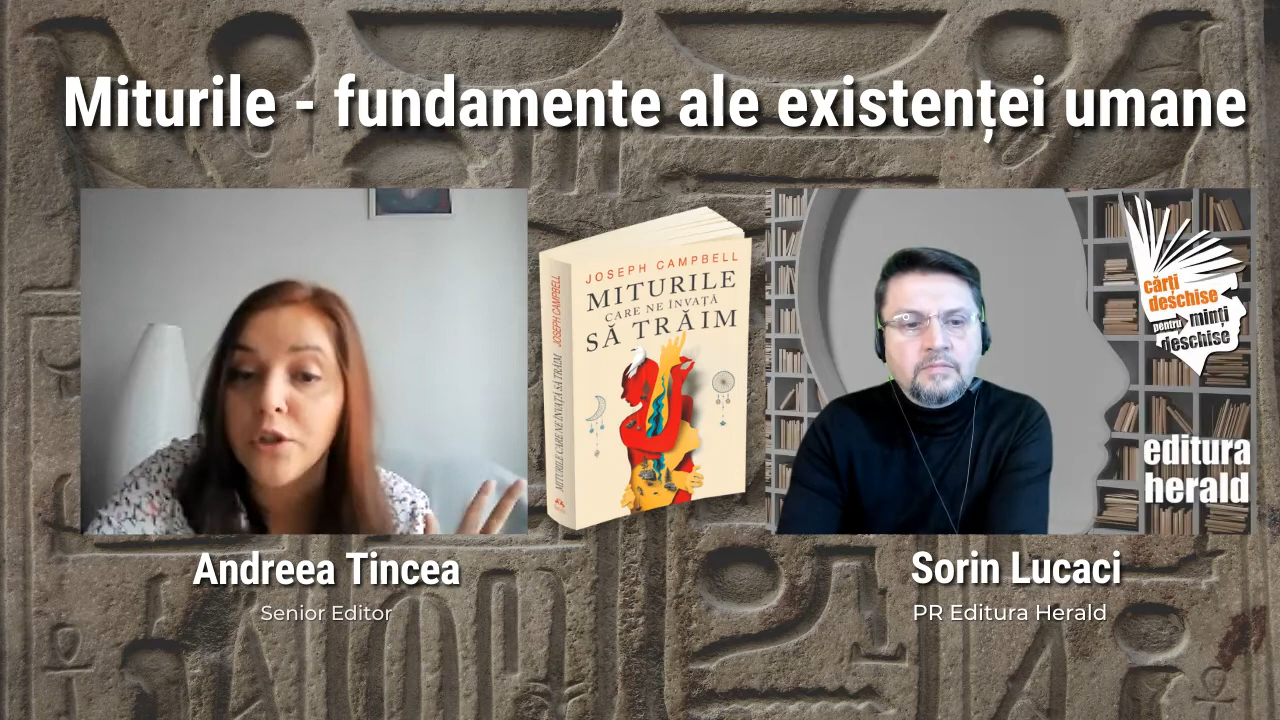 Miturile - fundamente ale existenței umane
JOSEPH CAMPBELL
MITURILE
CARE NE ÎNVAȚĂ
SĂ TRĂIM
JOSEPH CAMPBELL
MITURILE CARE NE ÎNVAȚĂ SĂ TRĂIM
cărți
deschise
pentru minți
deschise
editura
herald
Andreea Tincea
Senior Editor
Sorin Lucaci
PR Editura Herald